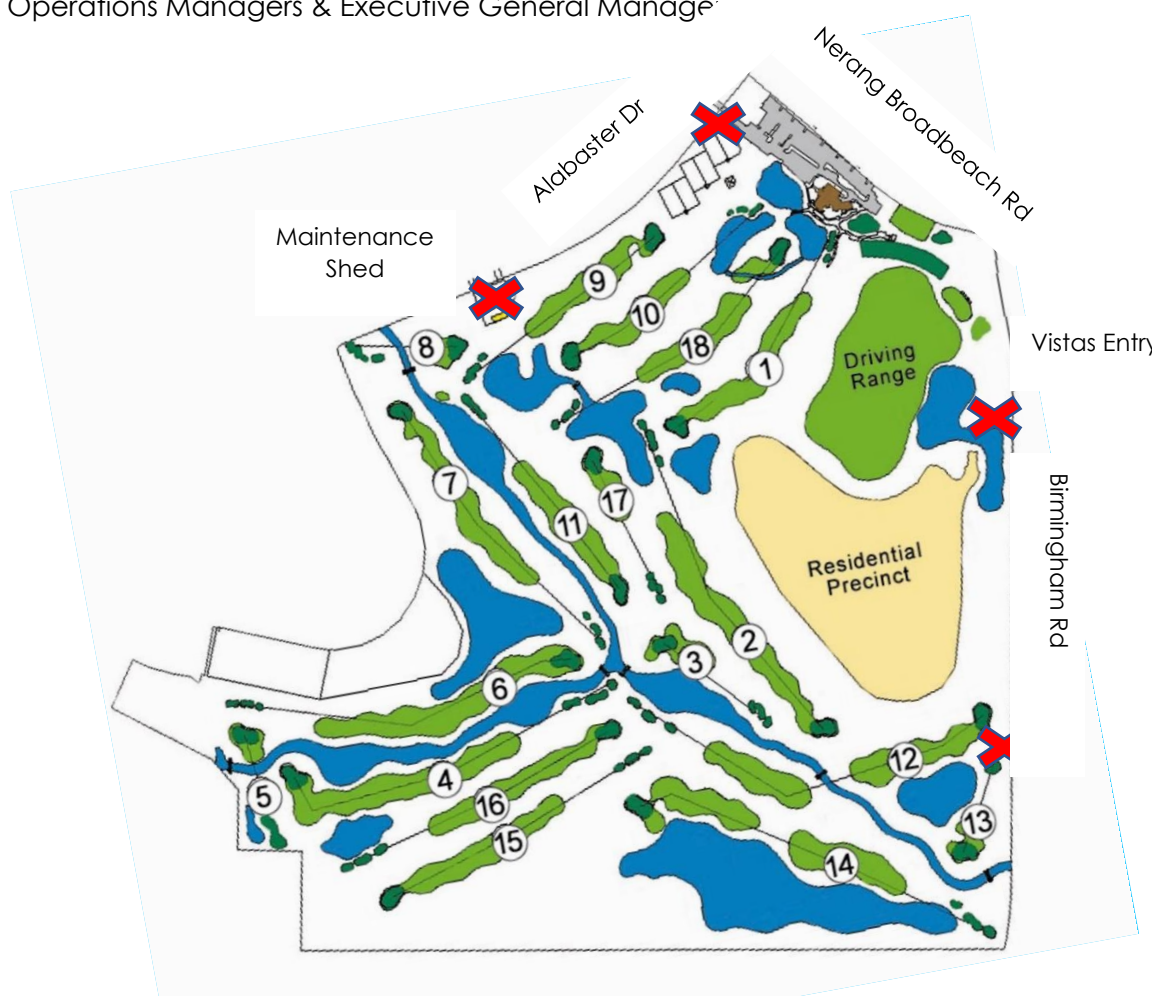 Operations Managers & Executive General Manager
Nerang Broadbeach Rd
Alabaster Dr
Maintenance
Shed
9
10
8
18
1
Driving
Range
Vistas Entry
7
17
11
Birmingham Rd
Residential
Precinct
2
3
6
12
4
5
16
13
15
14